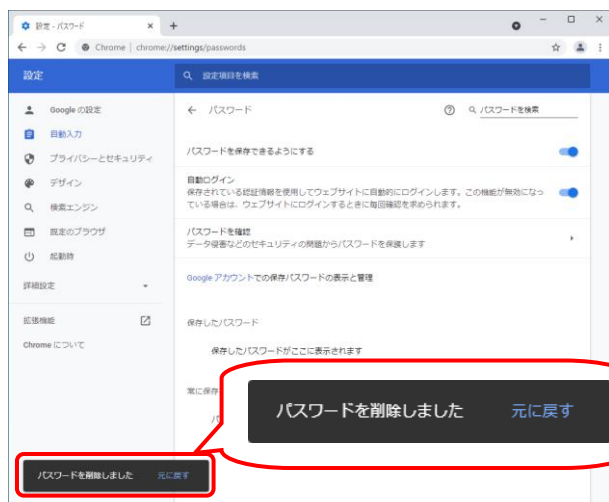 設定 - パスワード
Chrome | chrome://settings/passwords
設定
設定項目を検索
Google の設定
自動入力
プライバシーとセキュリティ
デザイン
検索エンジン
既定のブラウザ
起動時
詳細設定
拡張機能
Chrome について
パスワード
パスワードを検索
パスワードを保存できるようにする
自動ログイン
保存されている認証情報を使用してウェブサイトに自動的にログインします。この機能が無効になっ
ている場合は、ウェブサイトにログインするときに毎回確認を求められます。
パスワードを確認
データ侵害などのセキュリティの問題からパスワードを保護します
Google アカウントでの保存パスワードの表示と管理
保存したパスワード
保存したパスワードがここに表示されます
常に保存
パスワードを削除しました 元に戻す
パスワードを削除しました 元に戻す